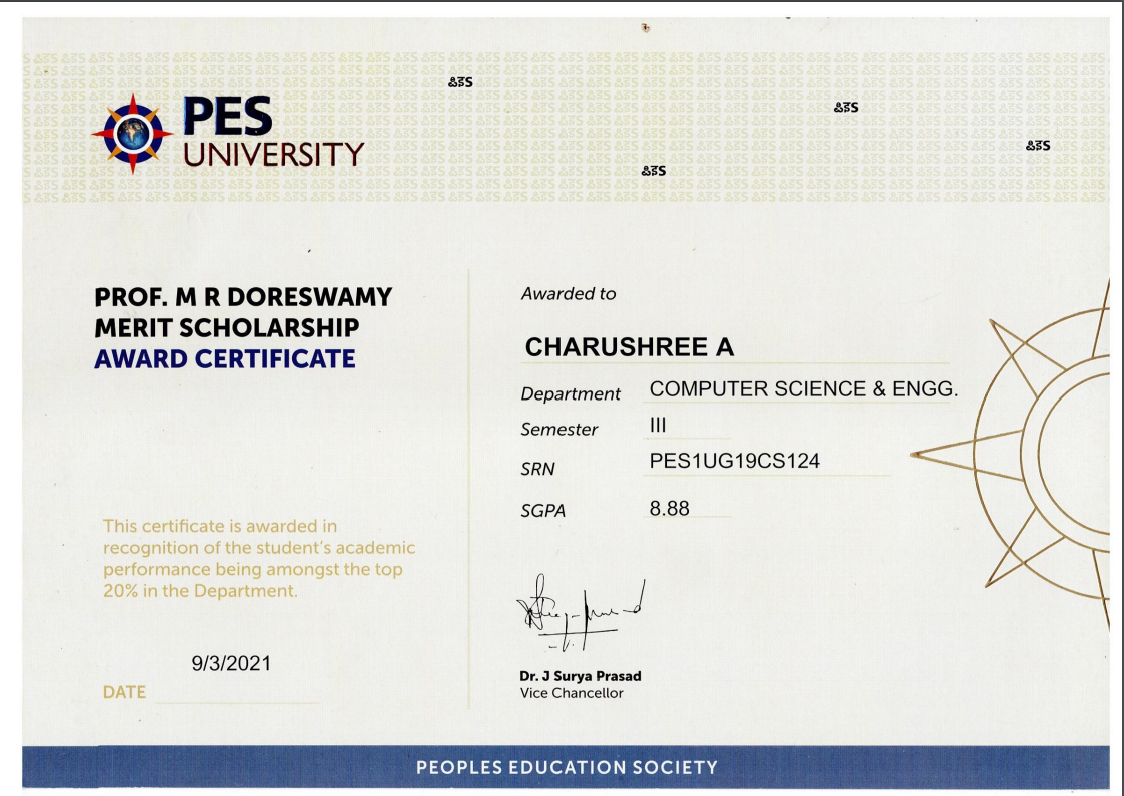 PES
UNIVERSITY
PROF. M R DORESWAMY
MERIT SCHOLARSHIP
AWARD CERTIFICATE
This certificate is awarded in
recognition of the student's academic
performance being amongst the top
20% in the Department.
9/3/2021
DATE
Awarded to
CHARUSHREE A
Department COMPUTER SCIENCE & ENGG.
Semester III
SRN PES1UG19CS124
SGPA 8.88
Dr. J Surya Prasad
Vice Chancellor
PEOPLES EDUCATION SOCIETY